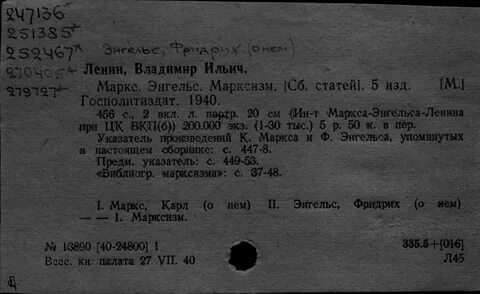 247136
251385
252467 Энгельс, Фридрих (о нем)
270405
279727
Ленин, Владимир Ильич.
Маркс. Энгельс. Марксизм. [Сб. статей]. 5 изд. [М.]
Госполитиздат. 1940.
456 с., 2 вкл. л. портр. 20 см (Ин-т Маркса-Энгельса-Ленина
при ЦК ВКП(б)) 200.000 экз. (1-30 тыс.) 5 р. 50 к. в пер.
Указатель произведений К. Маркса и Ф. Энгельса, упомянутых
в настоящем сборнике: с. 447-8.
Предм. указатель: с. 449-53.
«Библиогр. марксизма»: с. 37-48.
I. Маркс, Карл (о нем) II. Энгельс, Фридрих (о нем)
— — 1. Марксизм.
№ 13890 [40-24800] 1 335.5+[016]
Всес. кн. палата 27 VII. 40 Л45